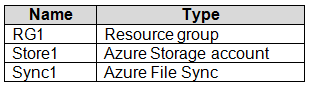 Name Type
RG1 Resource group
Store1 Azure Storage account
Sync1 Azure File Sync